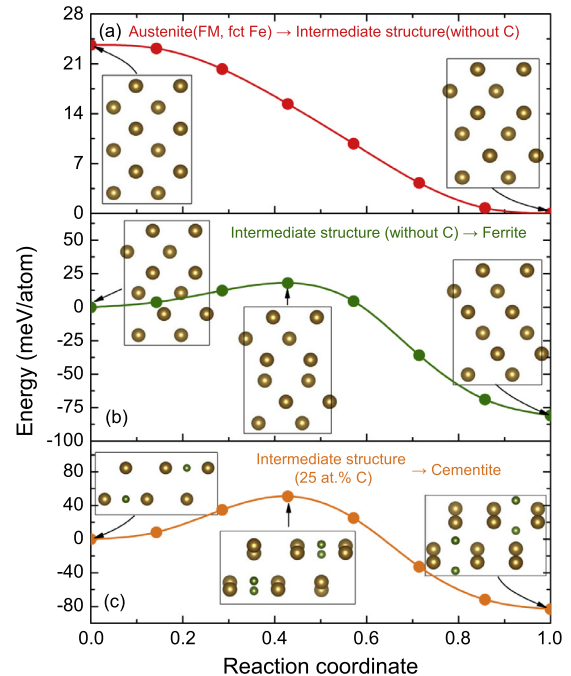 (a) Austenite(FM, fct Fe) → Intermediate structure(without C)
28
21
14
7
0
Intermediate structure (without C) → Ferrite
50
25
0
-25
-50
-75
-100
(b)
Energy (meV/atom)
Intermediate structure
(25 at.% C) → Cementite
80
40
0
-40
-80
(c)
0.0 0.2 0.4 0.6 0.8 1.0
Reaction coordinate